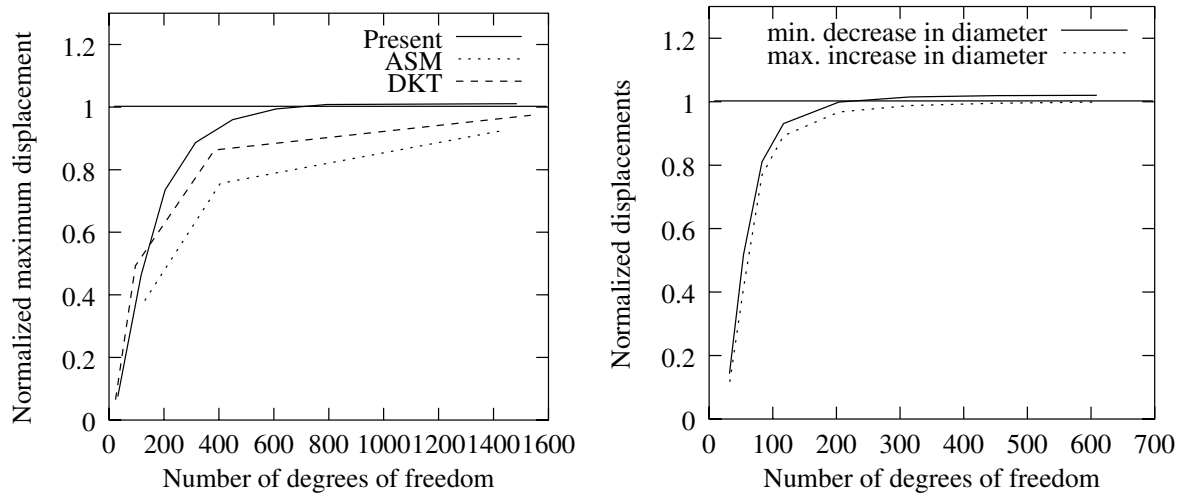 Normalized maximum displacement
1.2
1
0.8
0.6
0.4
0.2
0
Present
ASM
DKT
0 200 400 600 800 1000 1200 1400 1600
Number of degrees of freedom
Normalized displacements
1.2
1
0.8
0.6
0.4
0.2
0
min. decrease in diameter
max. increase in diameter
0 100 200 300 400 500 600 700
Number of degrees of freedom